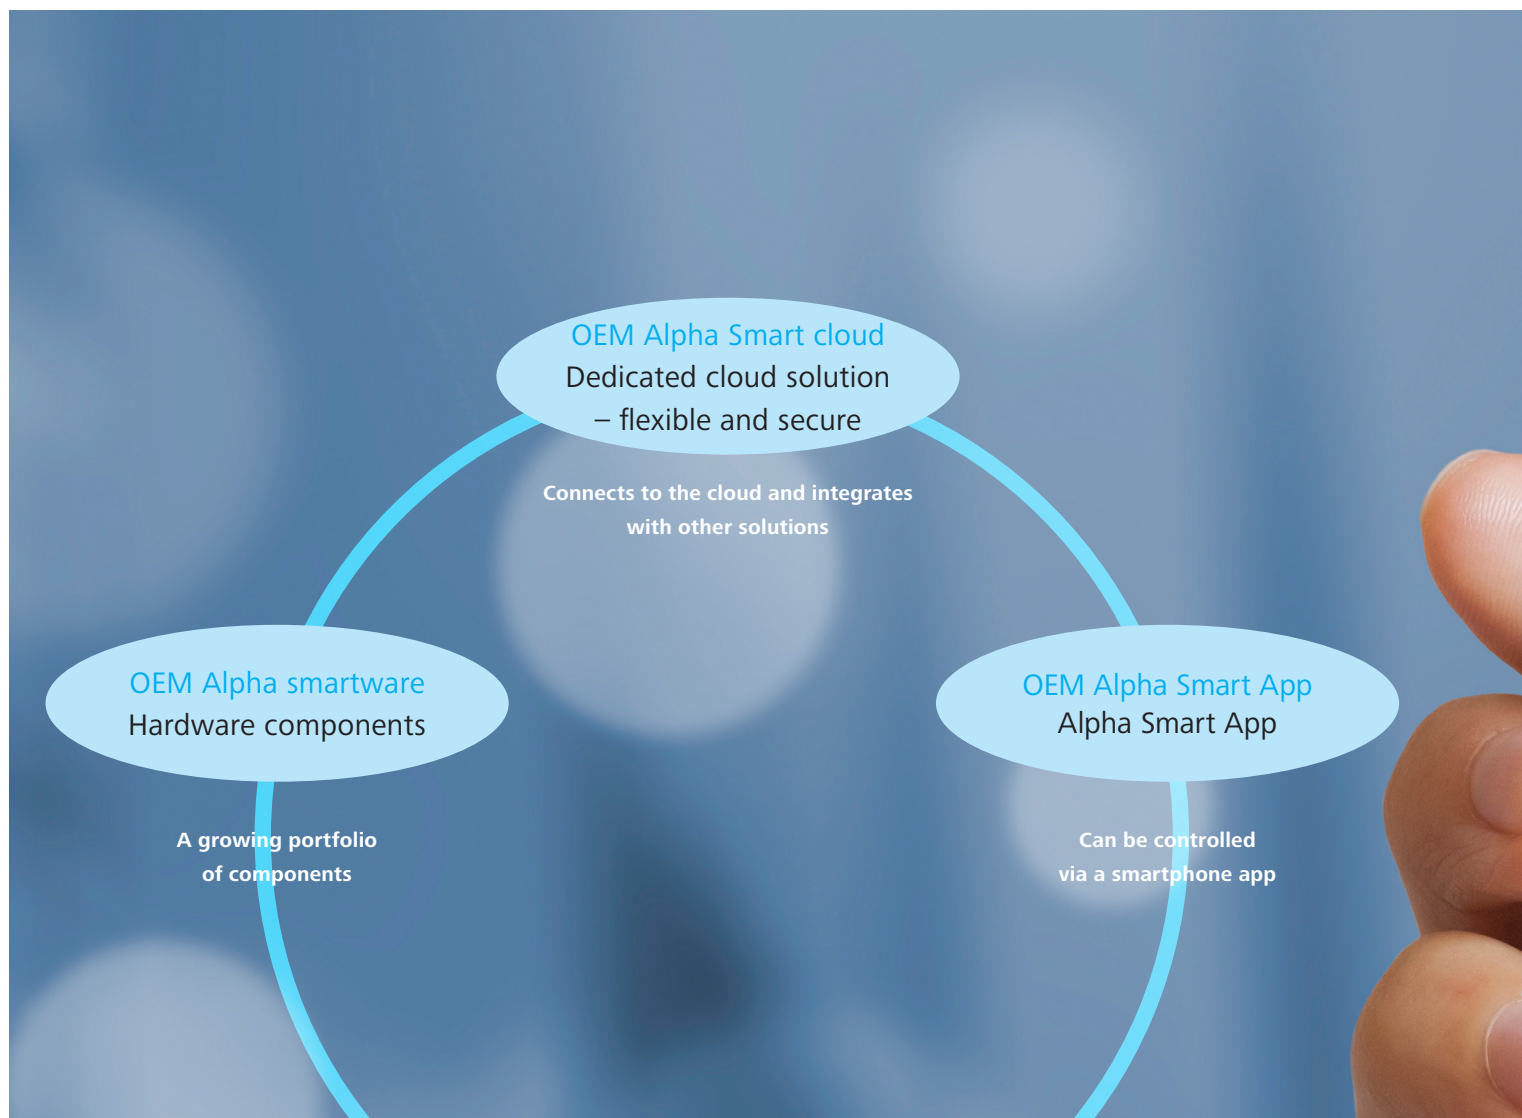 OEM Alpha Smart cloud
Dedicated cloud solution
– flexible and secure
Connects to the cloud and integrates
with other solutions
OEM Alpha smartware
Hardware components
A growing portfolio
of components
OEM Alpha Smart App
Alpha Smart App
Can be controlled
via a smartphone app